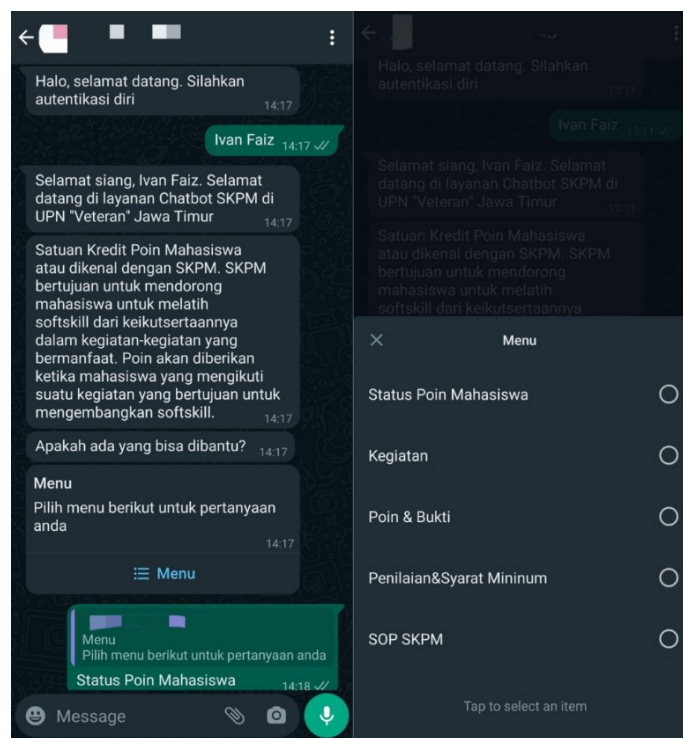 Halo, selamat datang. Silahkan
autentikasi diri
14:17
Ivan Faiz 14:17
Selamat siang, Ivan Faiz. Selamat
datang di layanan Chatbot SKPM di
UPN "Veteran" Jawa Timur
14:17
Satuan Kredit Poin Mahasiswa
atau dikenal dengan SKPM. SKPM
bertujuan untuk mendorong
mahasiswa untuk melatih
softskill dari keikutsertaannya
dalam kegiatan-kegiatan yang
bermanfaat. Poin akan diberikan
ketika mahasiswa yang mengikuti
suatu kegiatan yang bertujuan untuk
mengembangkan softskill.
14:17
Apakah ada yang bisa dibantu? 14:17
Menu
Pilih menu berikut untuk pertanyaan
anda
14:17
Menu
Menu
Pilih menu berikut untuk pertanyaan anda
Status Poin Mahasiswa 14:18
Message
Halo, selamat datang. Silahkan
autentikasi diri
13:11
Ivan Faiz 13:11
Selamat siang, Ivan Faiz. Selamat
datang di layanan Chatbot SKPM di
UPN "Veteran" Jawa Timur
13:11
Satuan Kredit Poin Mahasiswa
atau dikenal dengan SKPM. SKPM
bertujuan untuk mendorong
mahasiswa untuk melatih
softskill dari keikutsertaannya
Menu
Status Poin Mahasiswa
Kegiatan
Poin & Bukti
Penilaian&Syarat Mininum
SOP SKPM
Tap to select an item